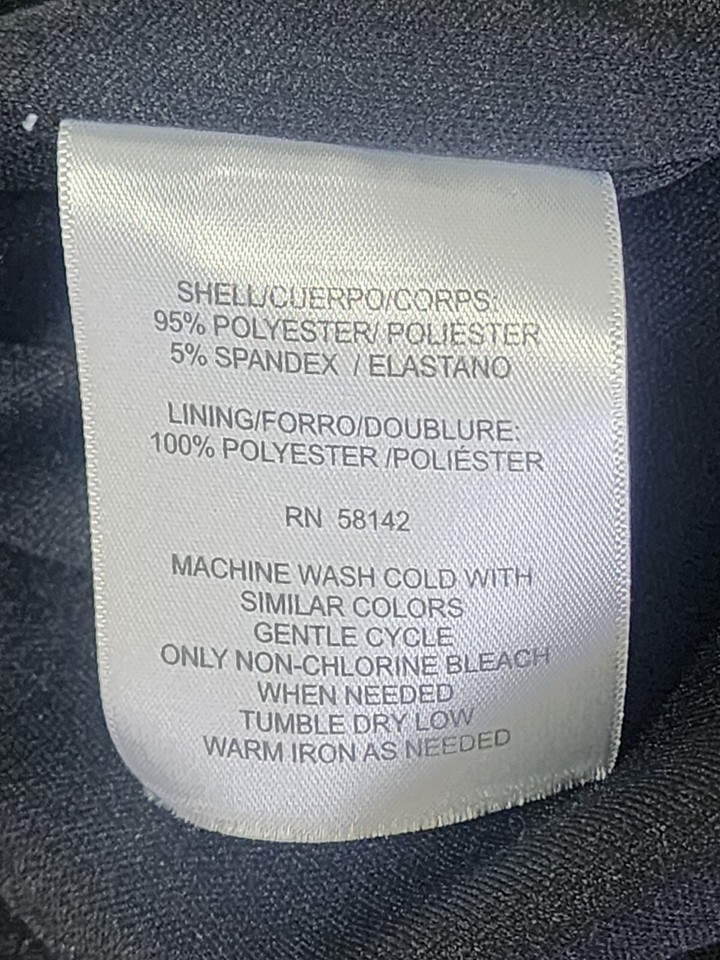 SHELL/CUERPO/CORPS:
95% POLYESTER/ POLIÉSTER
5% SPANDEX / ELASTANO
LINING/FORRO/DOUBLURE:
100% POLYESTER /POLIÉSTER
RN 58142
MACHINE WASH COLD WITH
SIMILAR COLORS
GENTLE CYCLE
ONLY NON-CHLORINE BLEACH
WHEN NEEDED
TUMBLE DRY LOW
WARM IRON AS NEEDED